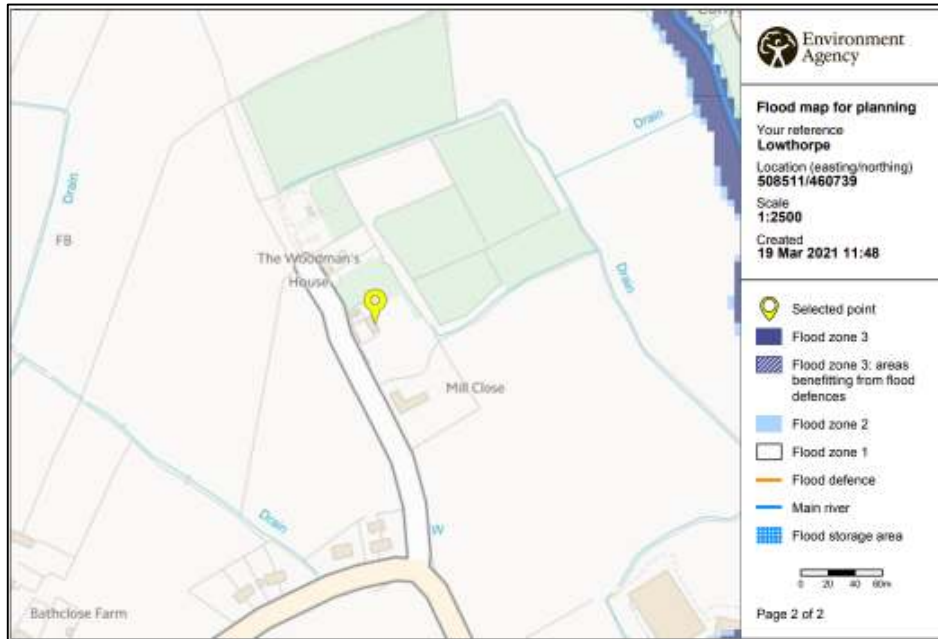 Drain
Drain
FB
The Woodman's
House
Drain
Mill Close
Drain
W
Bathclose Farm
Environment
Agency
Flood map for planning
Your reference
Lowthorpe
Location (easting/northing)
508511/460739
Scale
1:2500
Created
19 Mar 2021 11:48
Selected point
Flood zone 3
Flood zone 3: areas
benefitting from flood
defences
Flood zone 2
Flood zone 1
Flood defence
Main river
Flood storage area
0 20 40 60m
Page 2 of 2